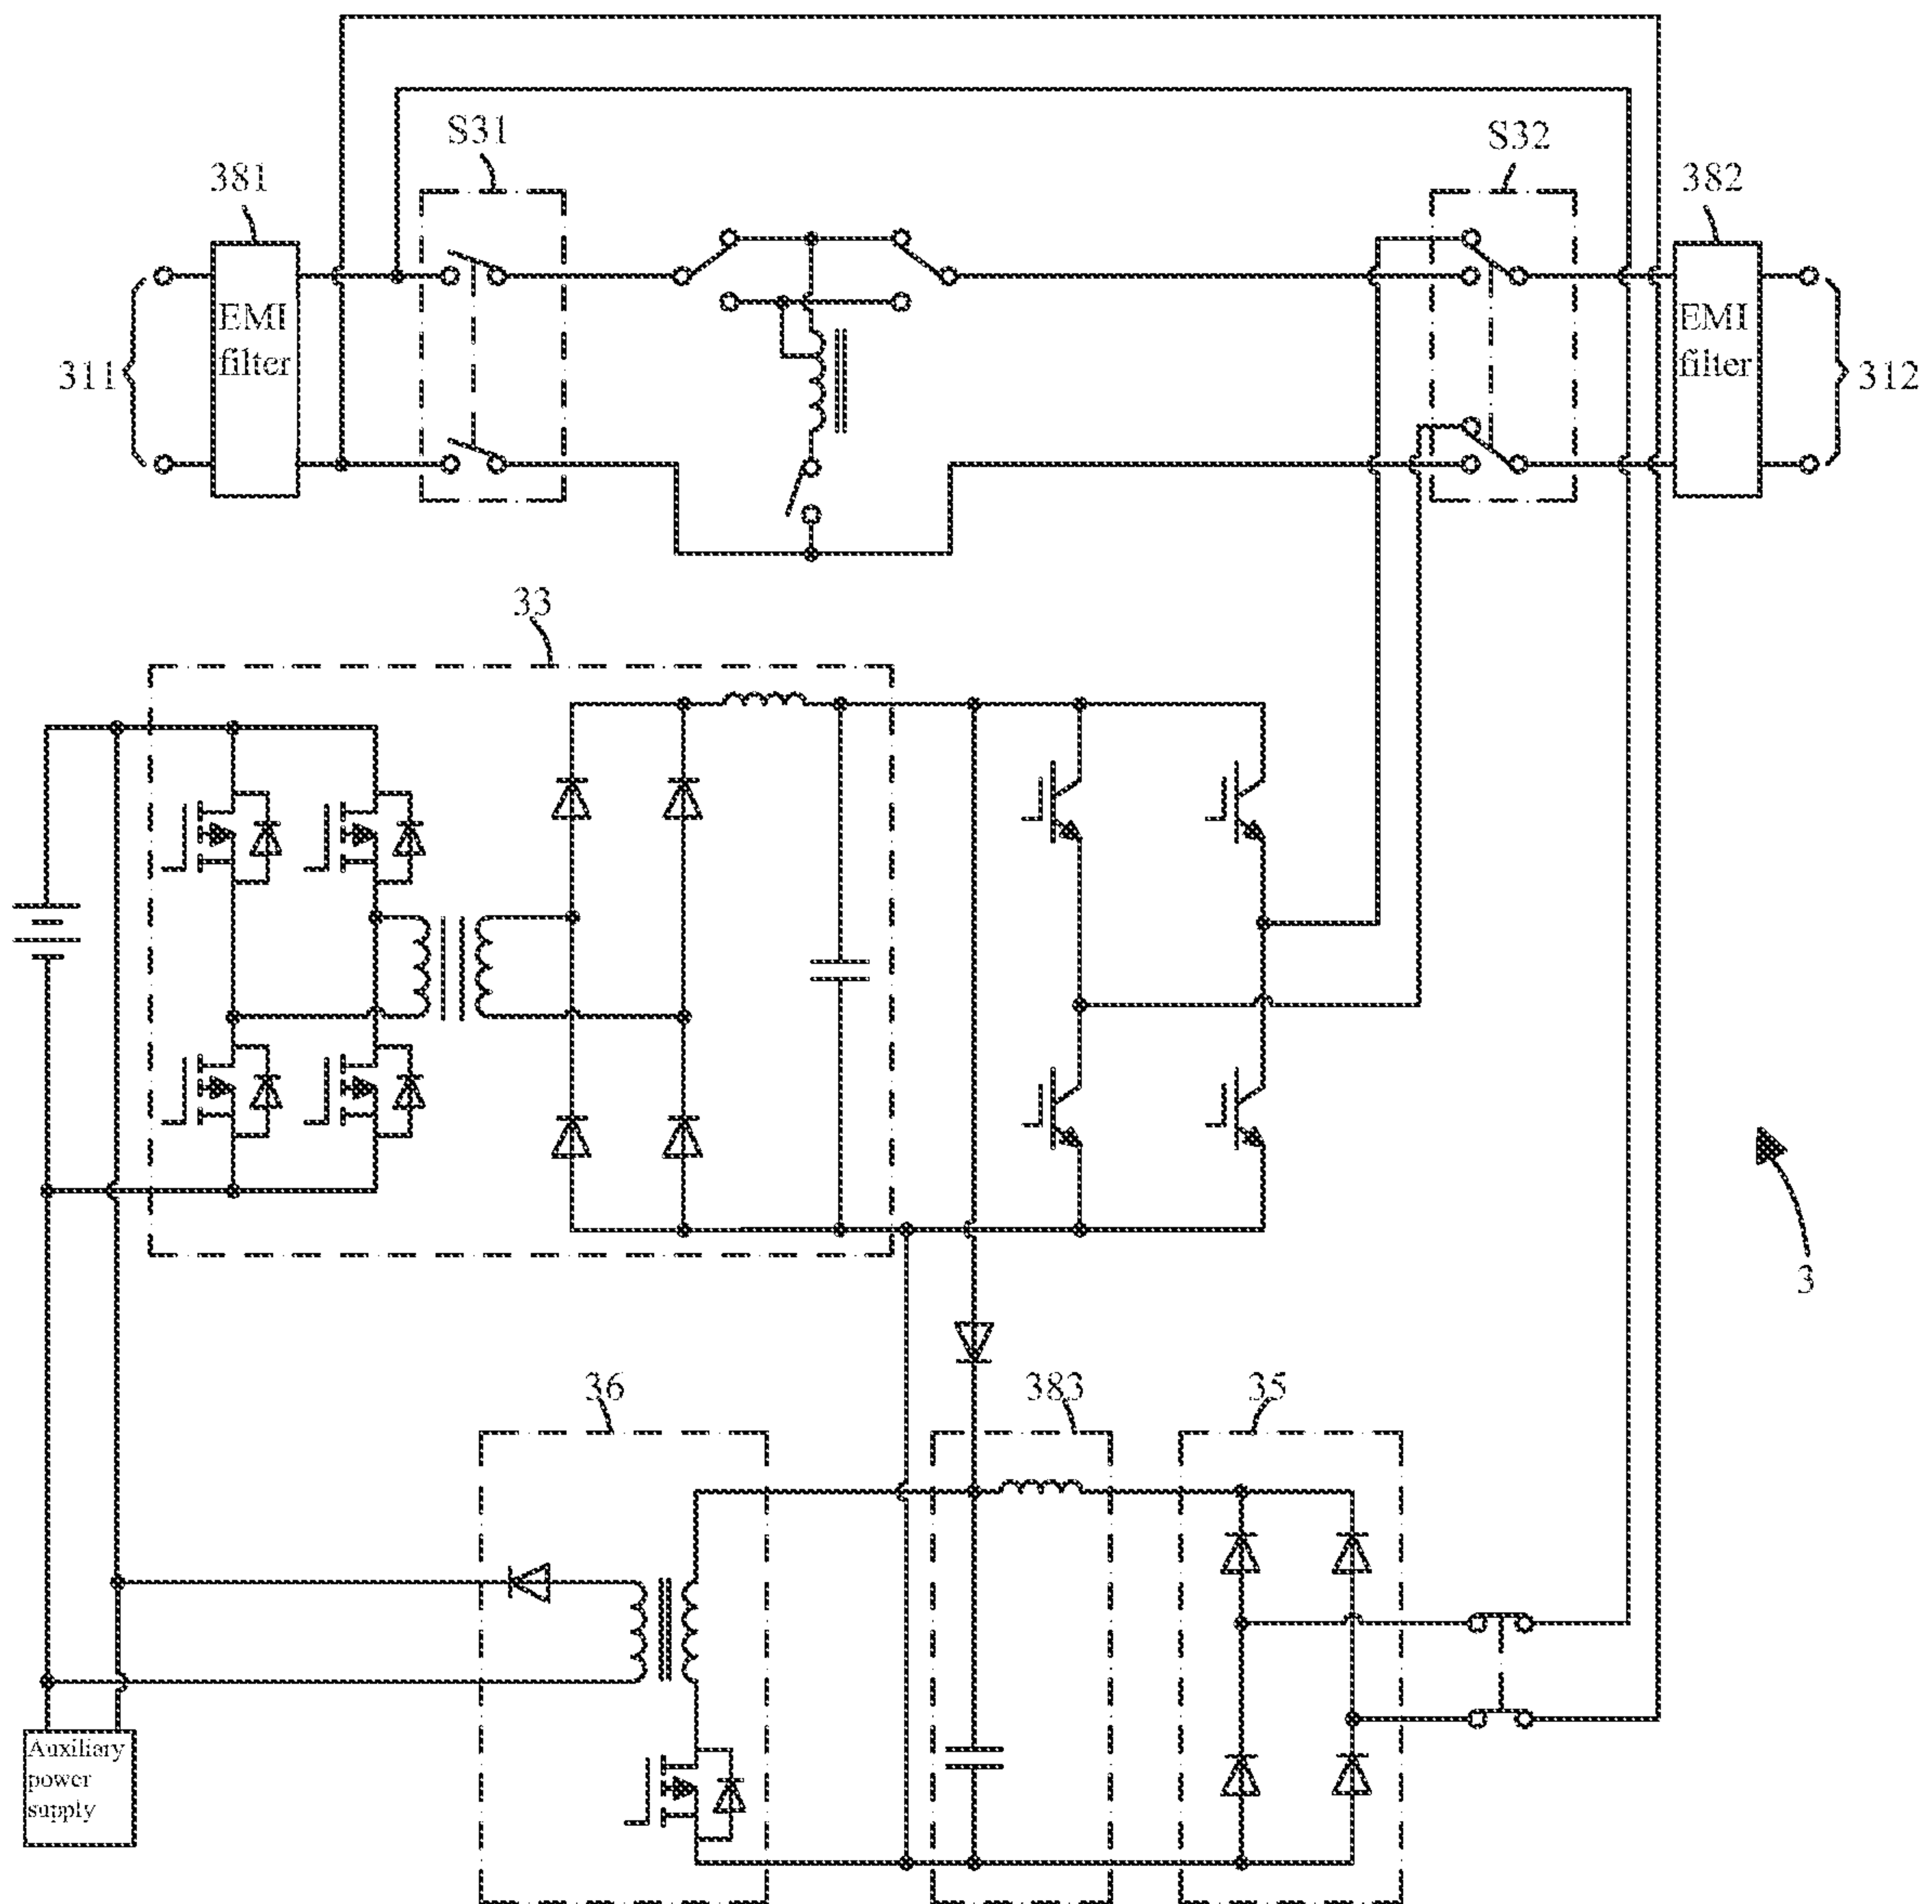 S31
S32
381
382
EMI
filter
EMI
filter
311
312
33
3
36
383
35
Auxiliary
power
supply